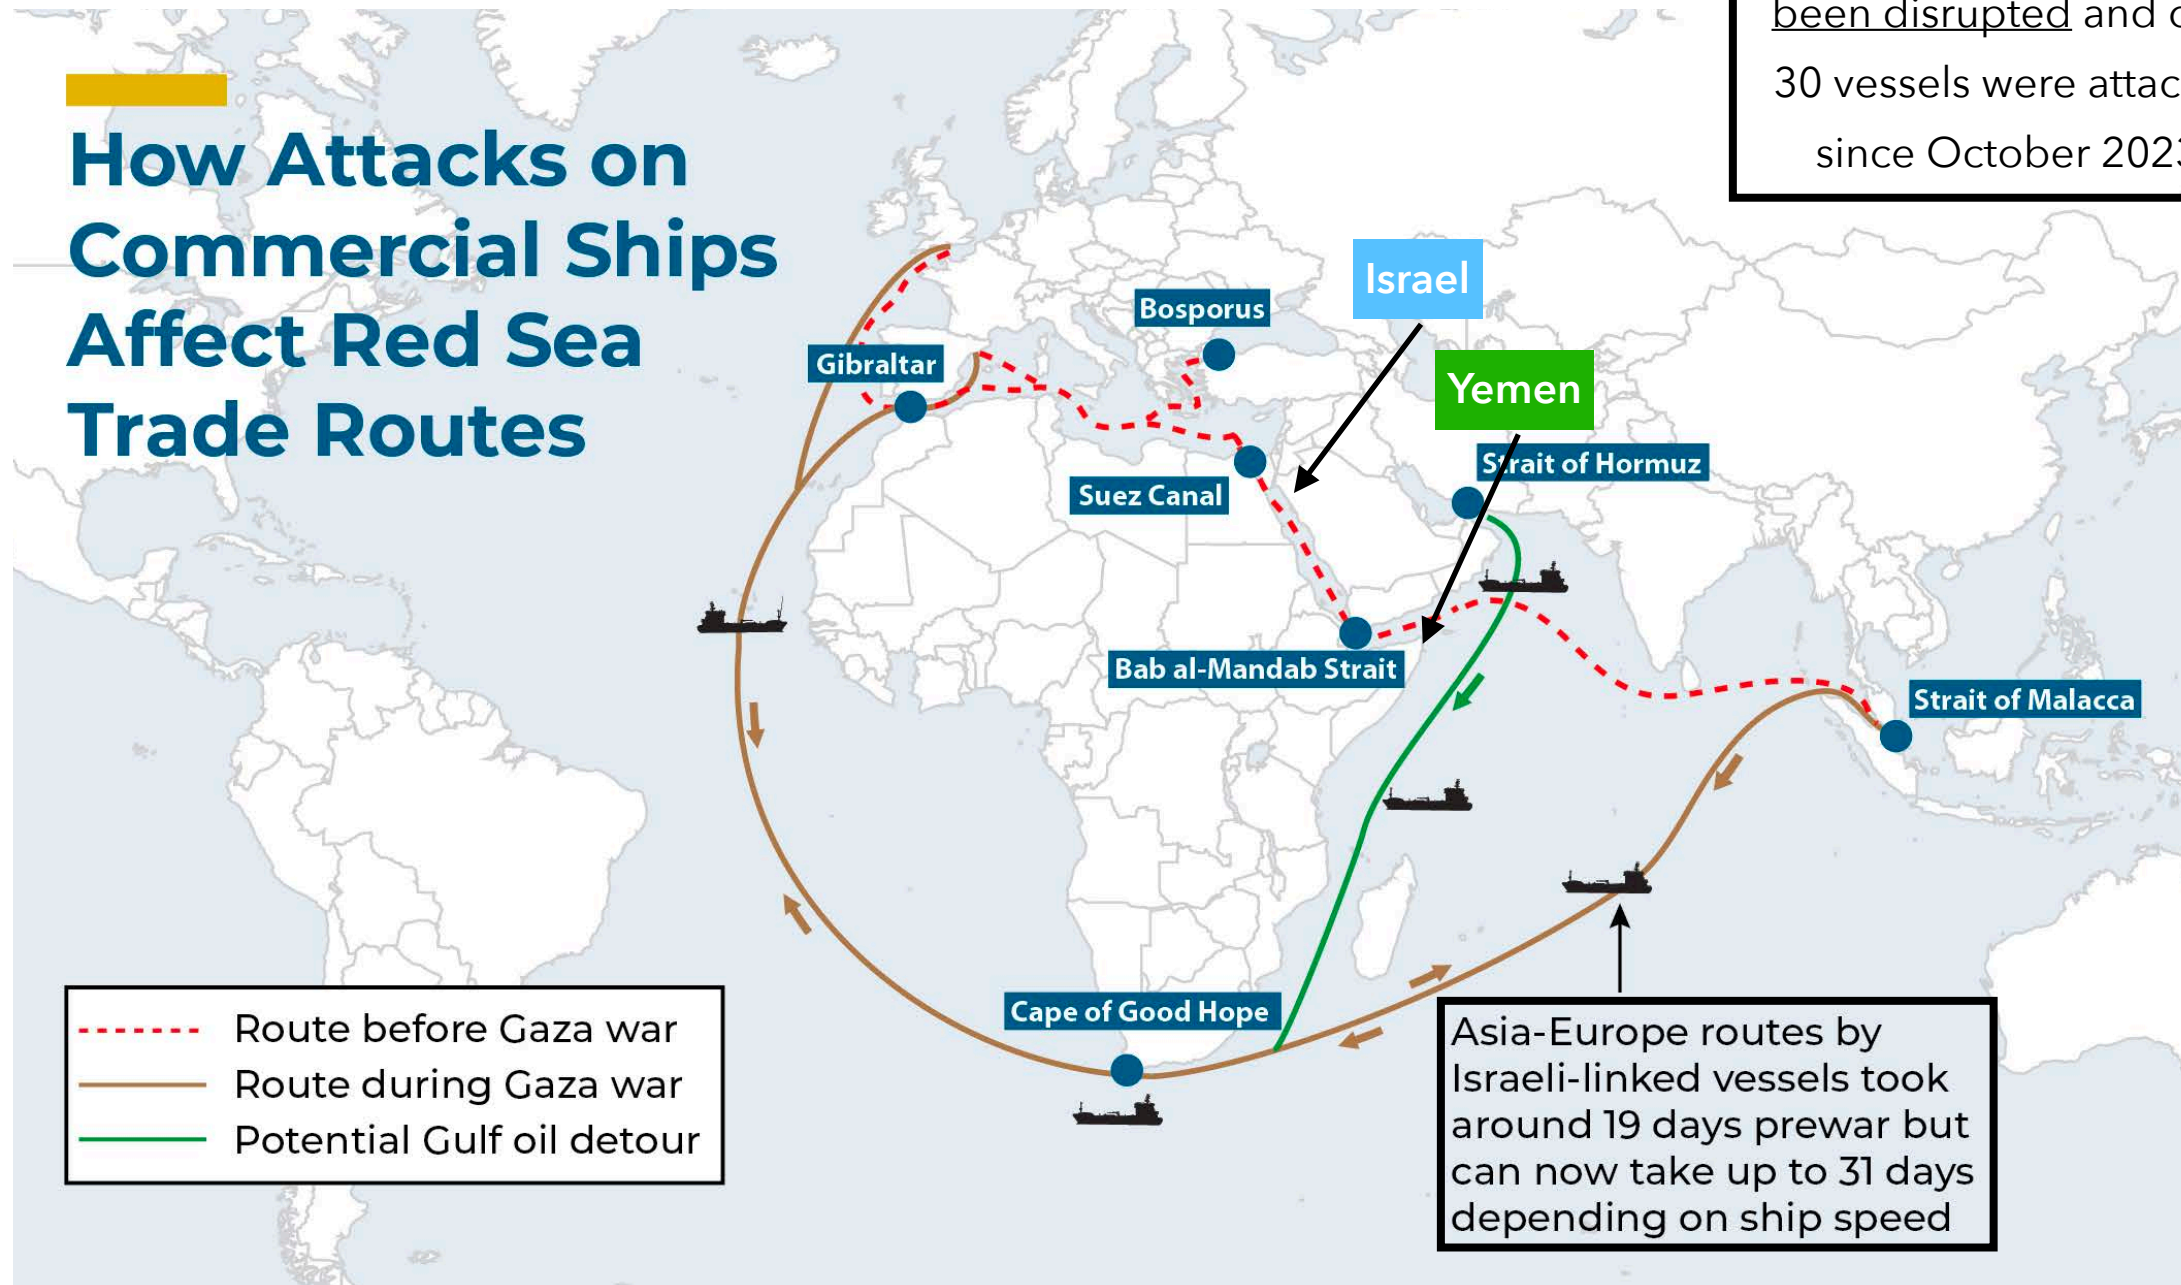 How Attacks on
Commercial Ships
Affect Red Sea
Trade Routes
been disrupted and
30 vessels were attac
since October 2023
Israel
Bosporus
Yemen
Gibraltar
Strait of Hormuz
Suez Canal
Bab al-Mandab Strait
Strait of Malacca
Cape of Good Hope
Route before Gaza war
Route during Gaza war
Potential Gulf oil detour
Asia-Europe routes by
Israeli-linked vessels took
around 19 days prewar but
can now take up to 31 days
depending on ship speed